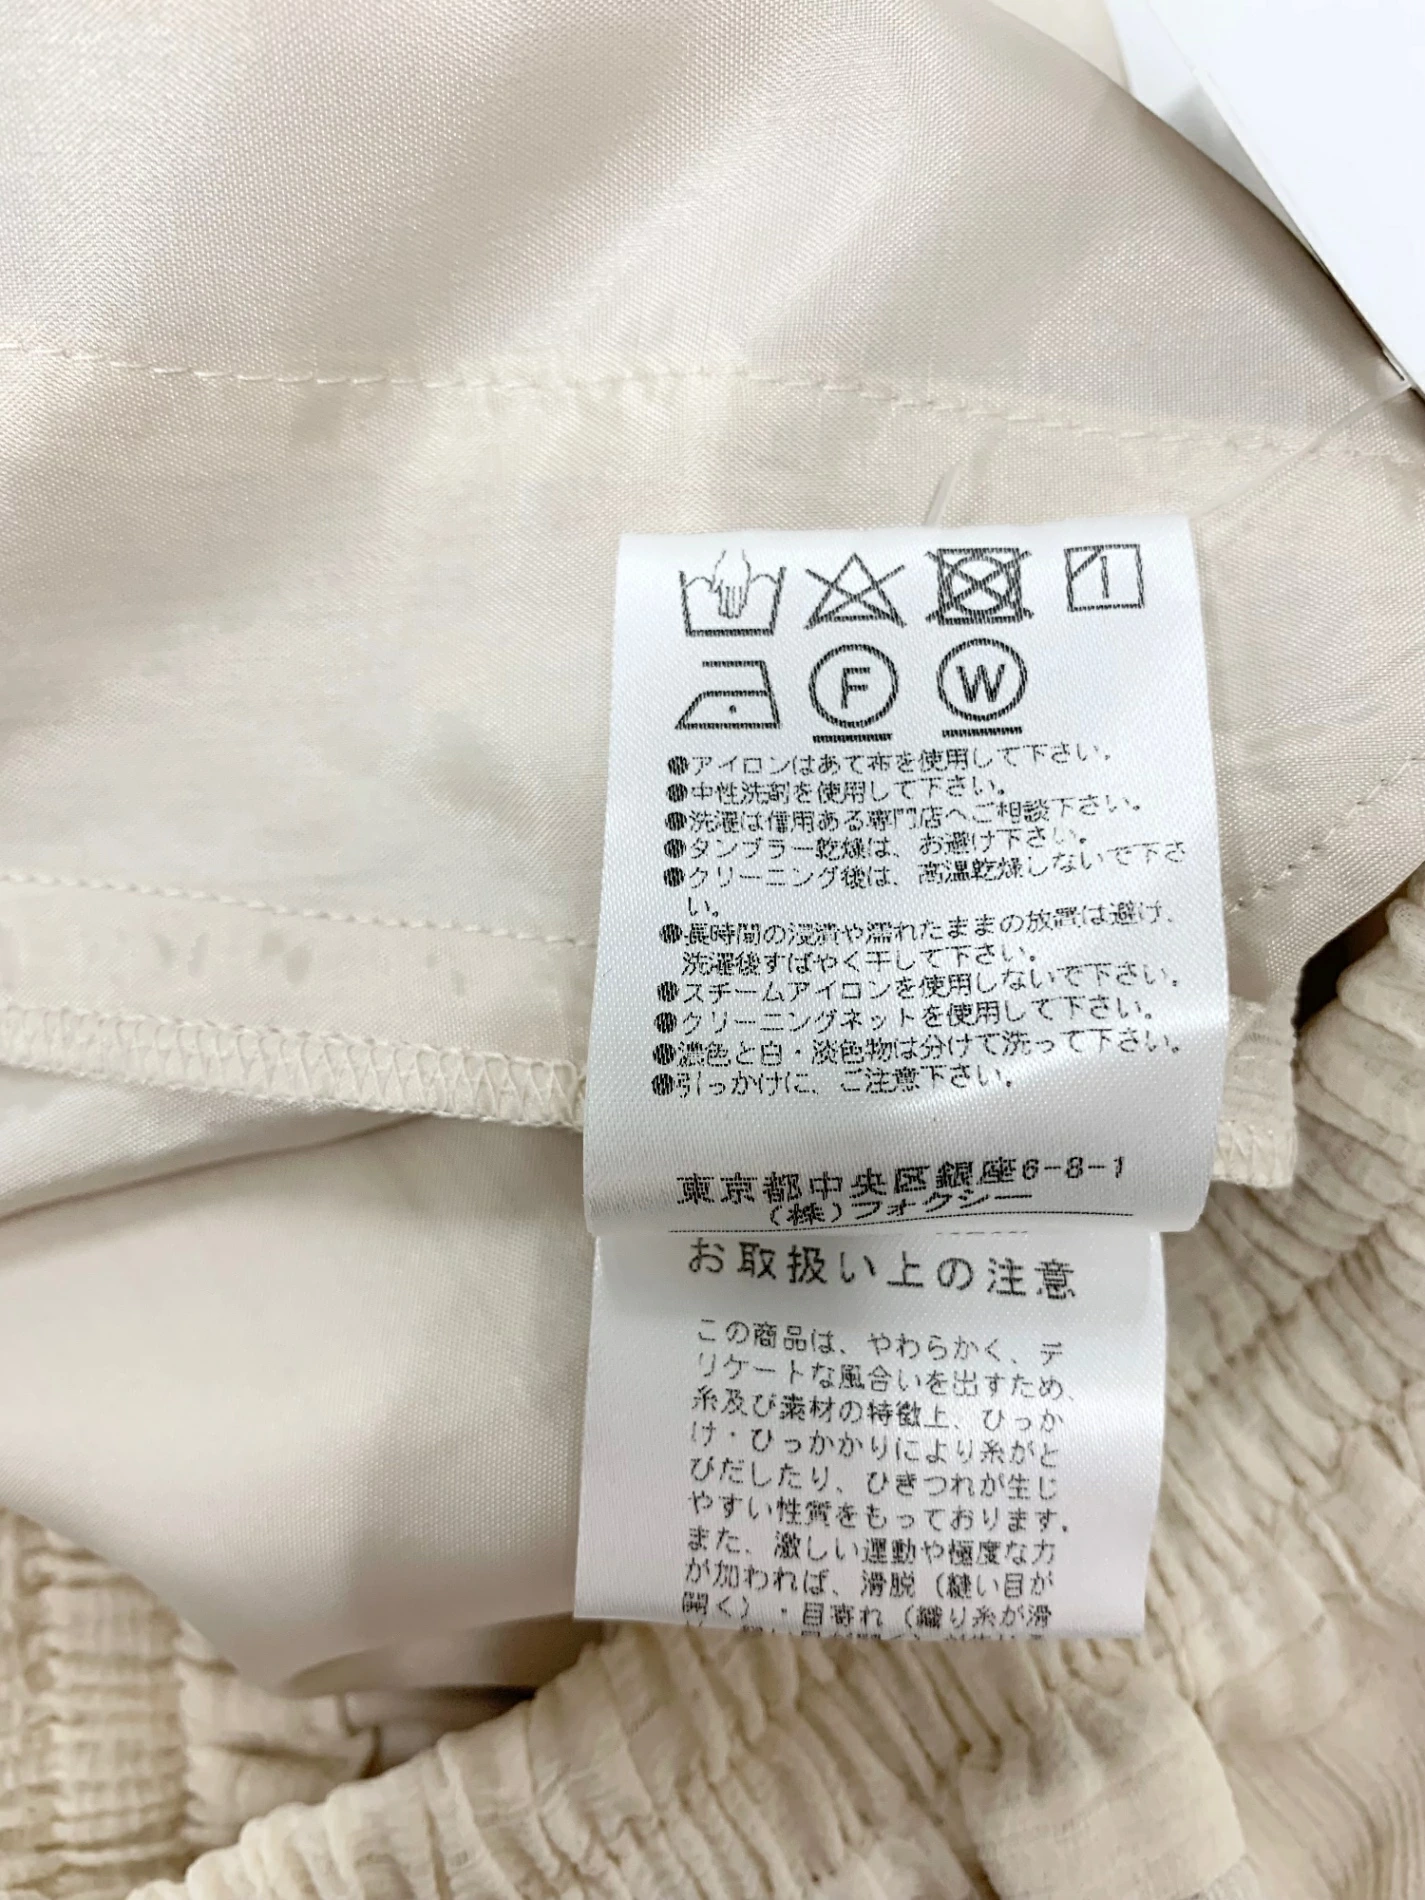 F W
●アイロンはあて布を使用して下さい。
●中性洗剤を使用して下さい。
●洗濯は信用ある専門店へご相談下さい。
●タンブラー乾燥は、お避け下さい。
●クリーニング後は、高温乾燥しないで下さ
い。
●長時間の浸漬や濡れたままの放置は避け、
洗濯後すばやく干して下さい。
●スチームアイロンを使用しないで下さい。
●クリーニングネットを使用して下さい。
●濃色と白・淡色物は分けて洗って下さい。
●引っかけに、ご注意下さい。
東京都中央区銀座6-8-1
(株)フォクシー
お取扱い上の注意
この商品は、やわらかく、デ
リケートな風合いを出すため、
糸及び素材の特徴上、ひっか
け・ひっかかりにより糸がと
びだしたり、ひきつれが生じ
やすい性質をもっております。
また、激しい運動や極度な力
が加われば、滑脱（縫い目が
開く）・目寄れ（織り糸が滑